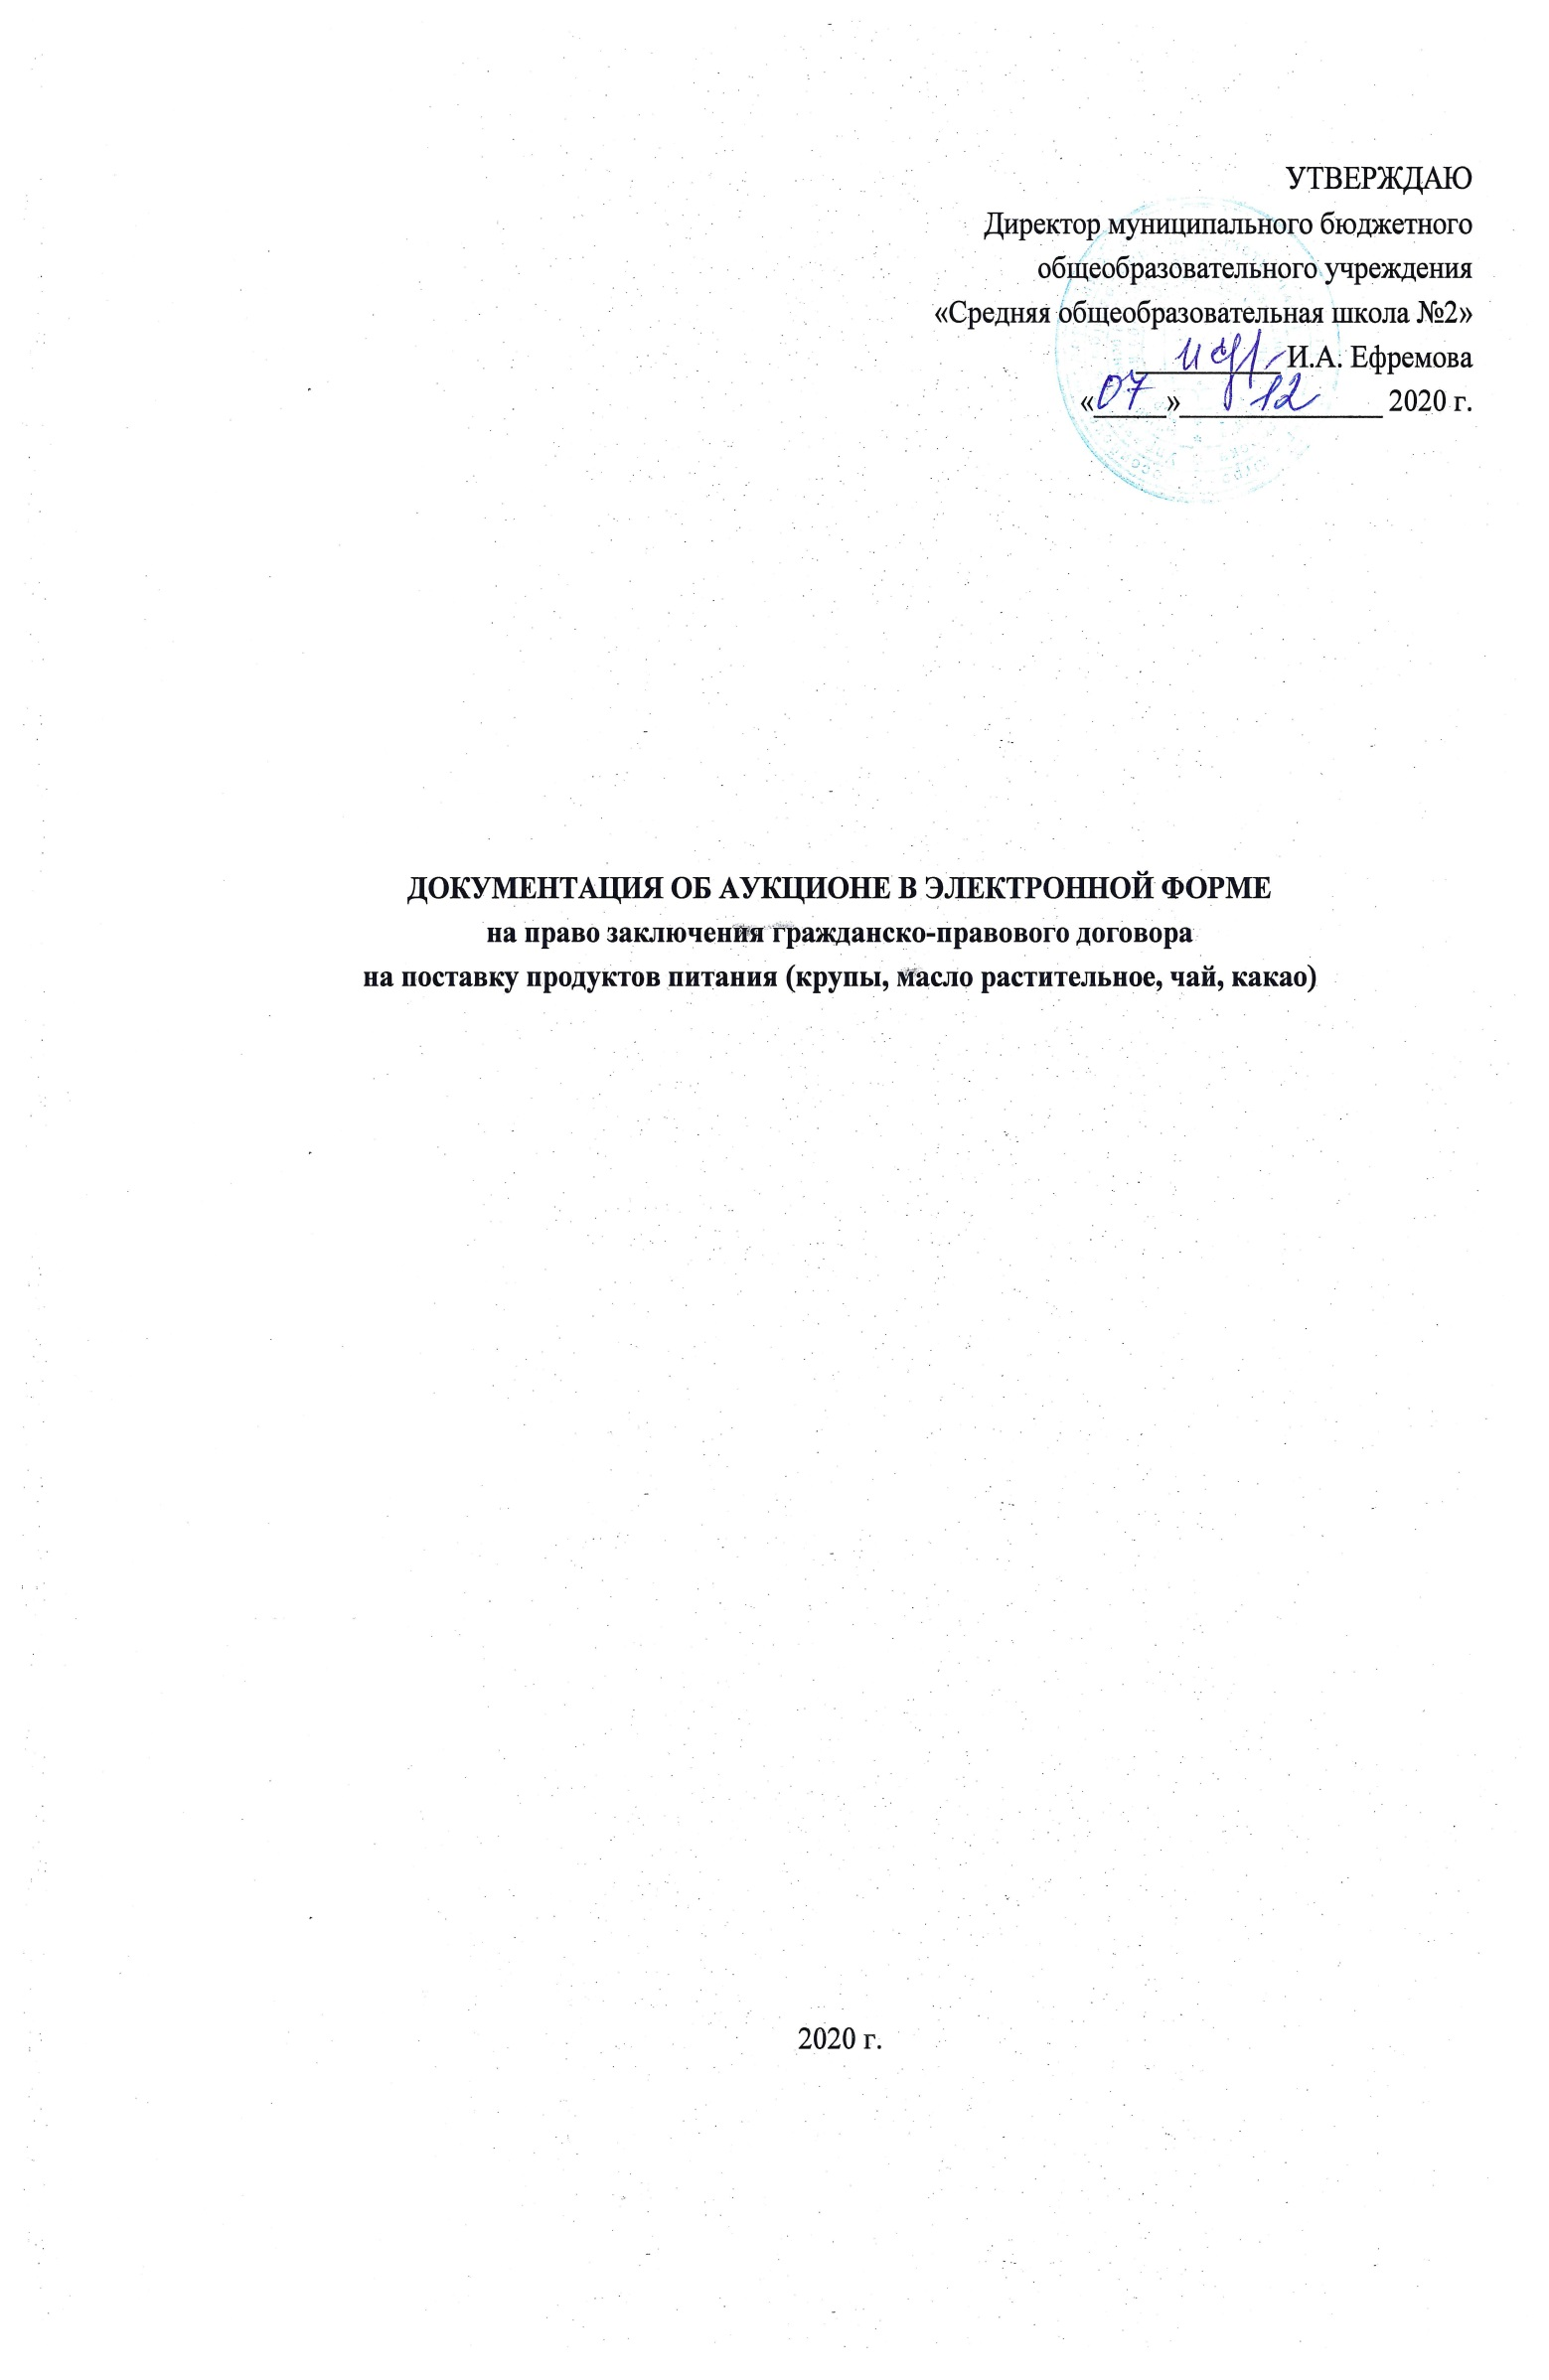 УТВЕРЖДАЮ
Директор муниципального бюджетного
общеобразовательного учреждения
«Средняя общеобразовательная школа №2»
__________ И.А. Ефремова
«07» 12 2020 г.
ДОКУМЕНТАЦИЯ ОБ АУКЦИОНЕ В ЭЛЕКТРОННОЙ ФОРМЕ
на право заключения гражданско-правового договора
на поставку продуктов питания (крупы, масло растительное, чай, какао)
2020 г.